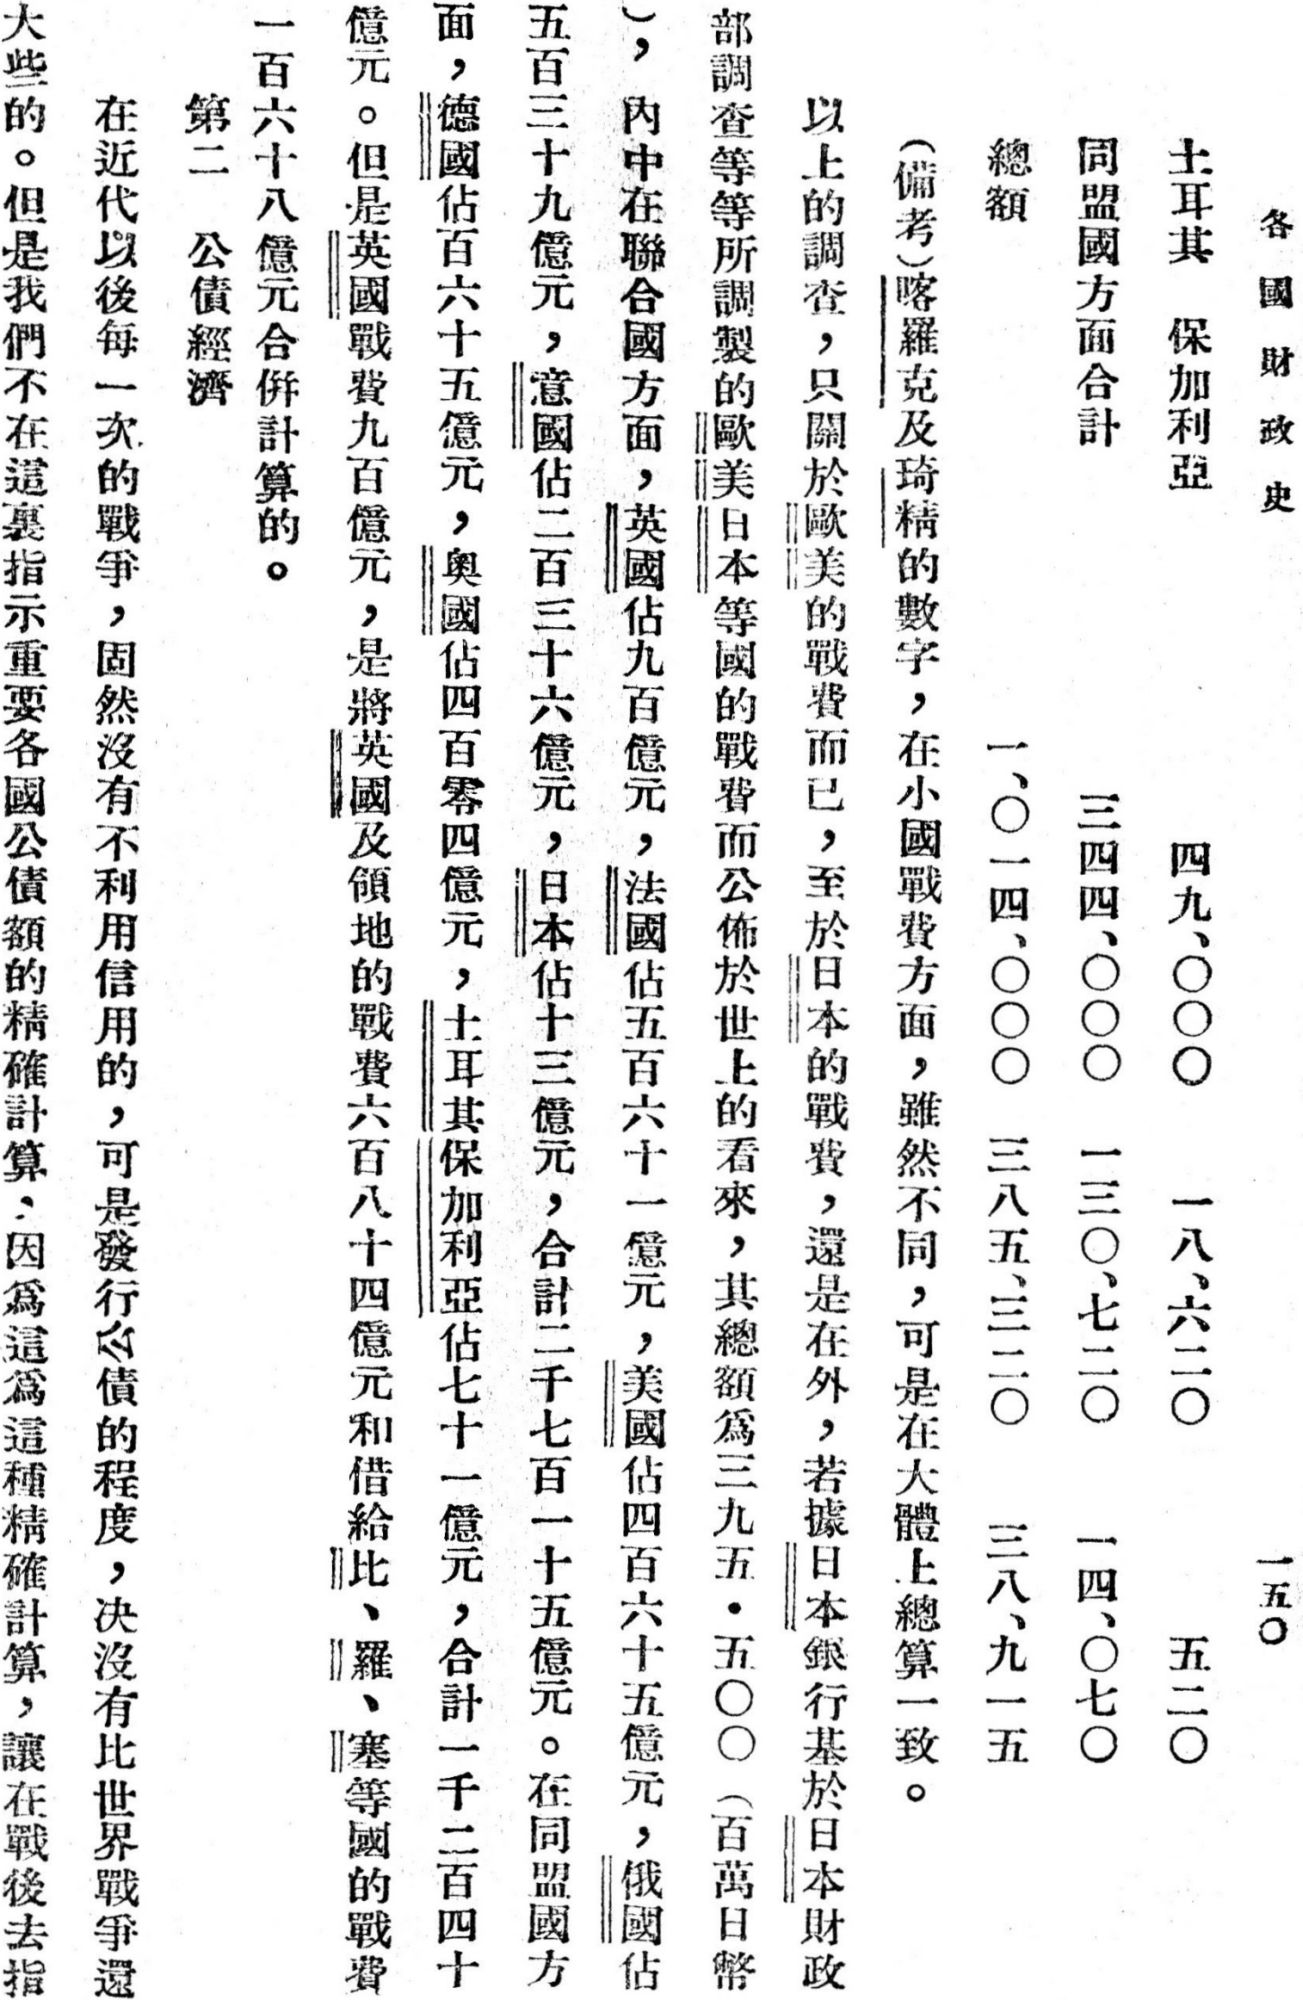 各國財政史 一五〇
土耳其 保加利亞 四九、〇〇〇 一八、六二〇 五二〇
同盟國方面合計 三四四、〇〇〇 一三〇、七二〇 一四、〇七〇
總額 一、〇一四、〇〇〇 三八五、三二〇 三八、九一五
（備考）喀羅克及琦精的數字，在小國戰費方面，雖然不同，可是在大體上總算一致。
以上的調查，只關於歐美的戰費而已，至於日本的戰費，還是在外，若據日本銀行基於日本財政
部調查等等所調製的歐美日本等國的戰費而公佈於世上的看來，其總額爲三九五・五〇〇（百萬日幣
），內中在聯合國方面，英國佔九百億元，法國佔五百六十一億元，美國佔四百六十五億元，俄國佔
五百三十九億元，意國佔二百三十六億元，日本佔十三億元，合計二千七百一十五億元。在同盟國方
面，德國佔百六十五億元，奥國佔四百零四億元，土耳其保加利亞佔七十一億元，合計一千二百四十
億元。但是英國戰費九百億元，是將英國及領地的戰費六百八十四億元和借給比、羅、塞等國的戰費
一百六十八億元合併計算的。
第二 公債經濟
在近代以後每一次的戰爭，固然沒有不利用信用的，可是發行公債的程度，決沒有比世界戰爭還
大些的。但是我們不在這裏指示重要各國公債額的精確計算，因爲這爲這種精確計算，讓在戰後去指